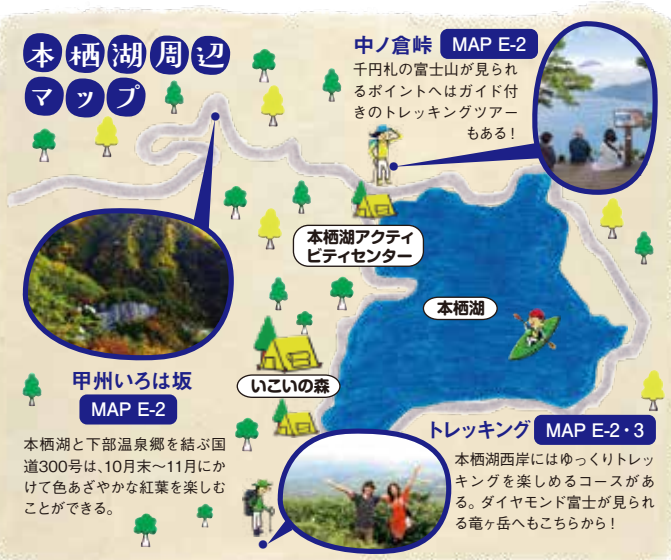 本栖湖周辺
マップ
中ノ倉峠 MAP E-2
千円札の富士山が見られ
るポイントへはガイド付
きのトレッキングツアー
もある！
本栖湖アクティ
ビティセンター
本栖湖
いこいの森
甲州いろは坂
MAP E-2
本栖湖と下部温泉郷を結ぶ国
道300号は、10月末～11月にか
けて色あざやかな紅葉を楽しむ
ことができる。
トレッキング MAP E-2・3
本栖湖西岸にはゆっくりトレッ
キングを楽しめるコースがあ
る。ダイヤモンド富士が見られ
る竜ヶ岳へもこちらから！